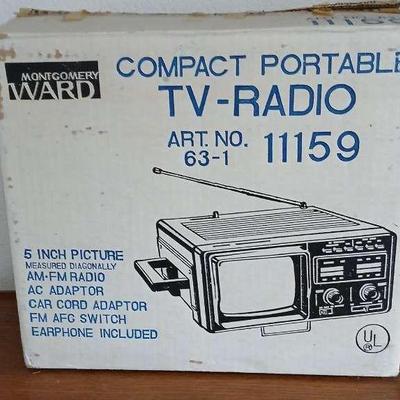 MONTGOMERY
WARD
COMPACT PORTABLE
TV-RADIO
ART. NO.
63-1
11159
5 INCH PICTURE
MEASURED DIAGONALLY
AM-FM RADIO
AC ADAPTOR
CAR CORD ADAPTOR
FM AFG SWITCH
EARPHONE INCLUDED
UL